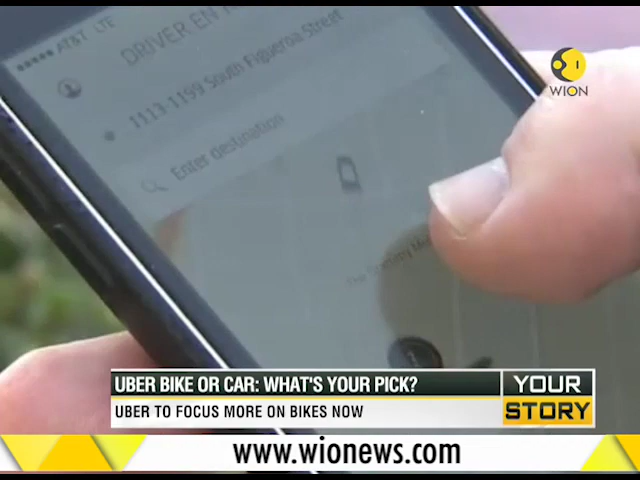 AT&T LTE
DRIVER EN
1113-1199 South Figueroa Street
Enter destination
WION
UBER BIKE OR CAR: WHAT'S YOUR PICK?
UBER TO FOCUS MORE ON BIKES NOW
YOUR
STORY
www.wionews.com